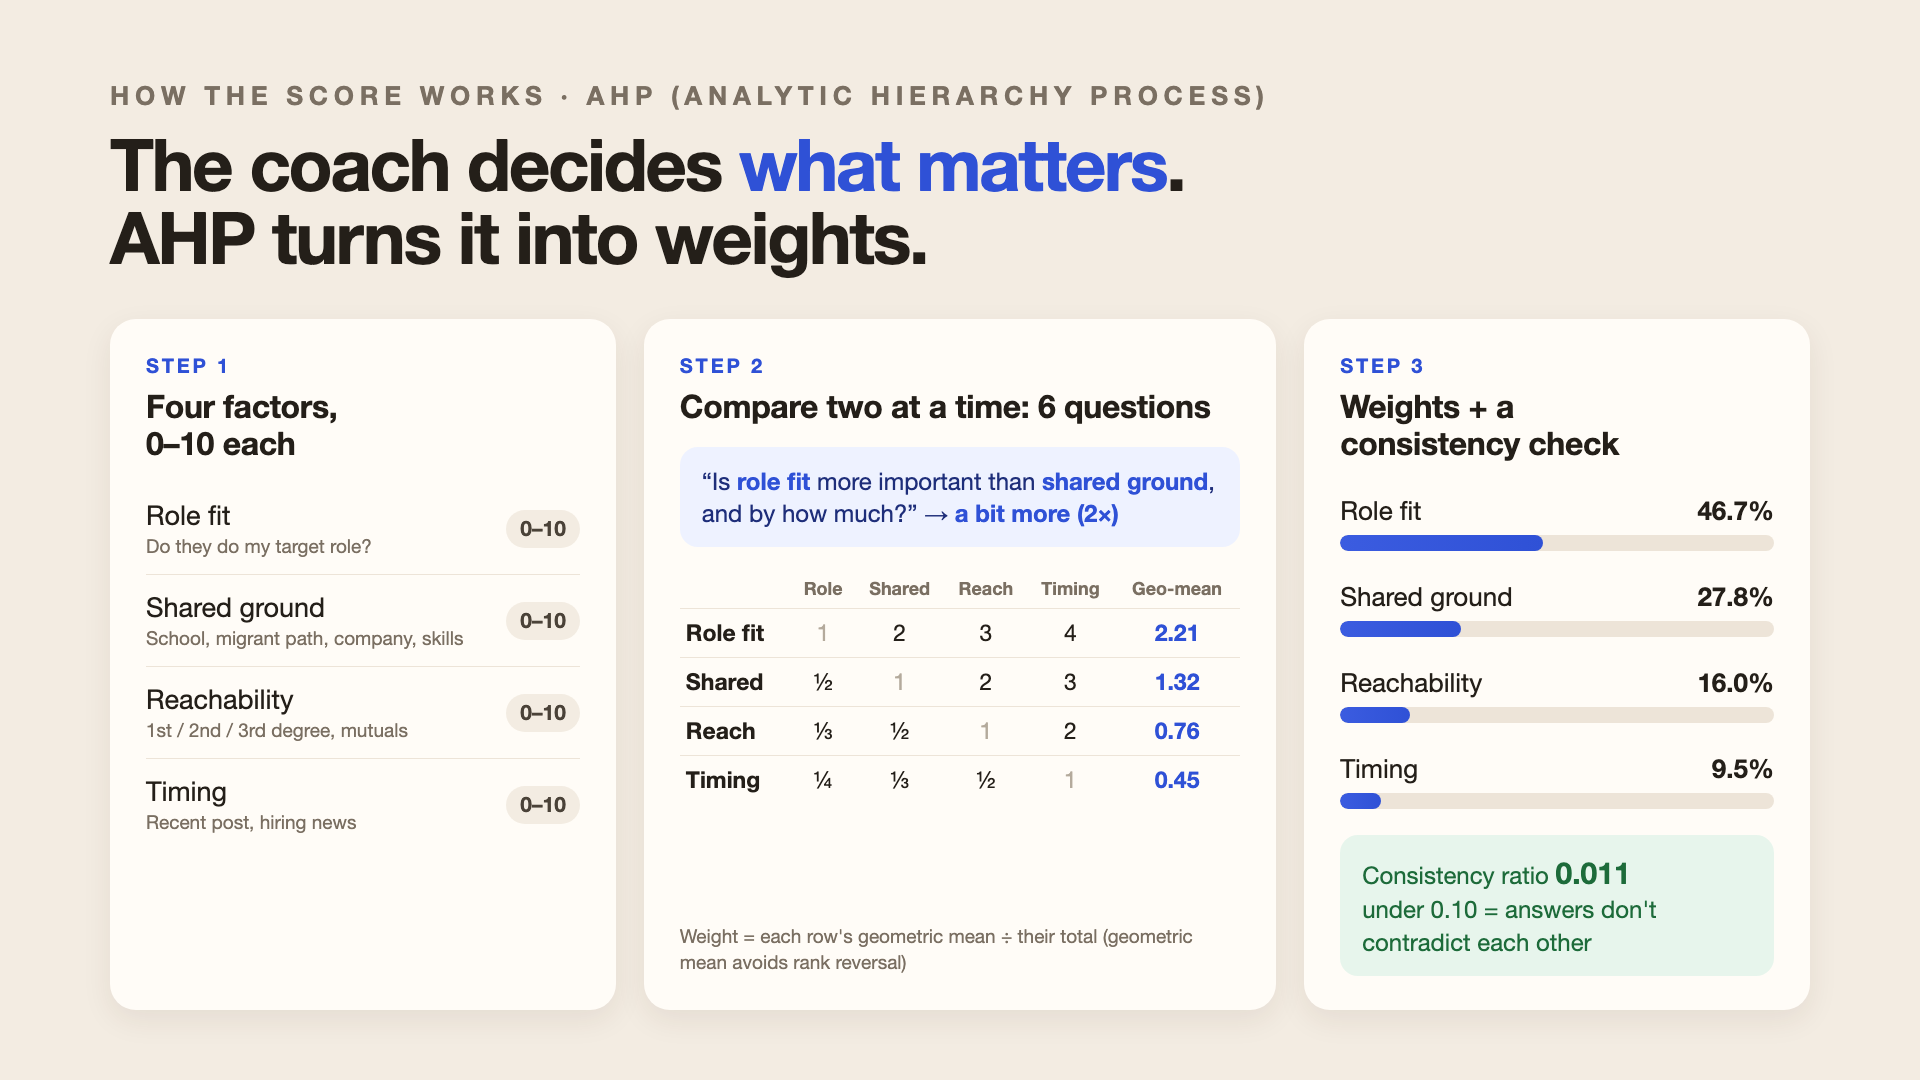 HOW THE SCORE WORKS · AHP (ANALYTIC HIERARCHY PROCESS)
The coach decides what matters.
AHP turns it into weights.
STEP 1
Four factors,
0–10 each
Role fit
Do they do my target role?
0–10
Shared ground
School, migrant path, company, skills
0–10
Reachability
1st / 2nd / 3rd degree, mutuals
0–10
Timing
Recent post, hiring news
0–10
STEP 2
Compare two at a time: 6 questions
“Is role fit more important than shared ground,
and by how much?” → a bit more (2×)
Role Shared Reach Timing Geo-mean
Role fit 1 2 3 4 2.21
Shared ½ 1 2 3 1.32
Reach ⅓ ½ 1 2 0.76
Timing ¼ ⅓ ½ 1 0.45
Weight = each row's geometric mean ÷ their total (geometric
mean avoids rank reversal)
STEP 3
Weights + a
consistency check
Role fit 46.7%
Shared ground 27.8%
Reachability 16.0%
Timing 9.5%
Consistency ratio 0.011
under 0.10 = answers don't
contradict each other